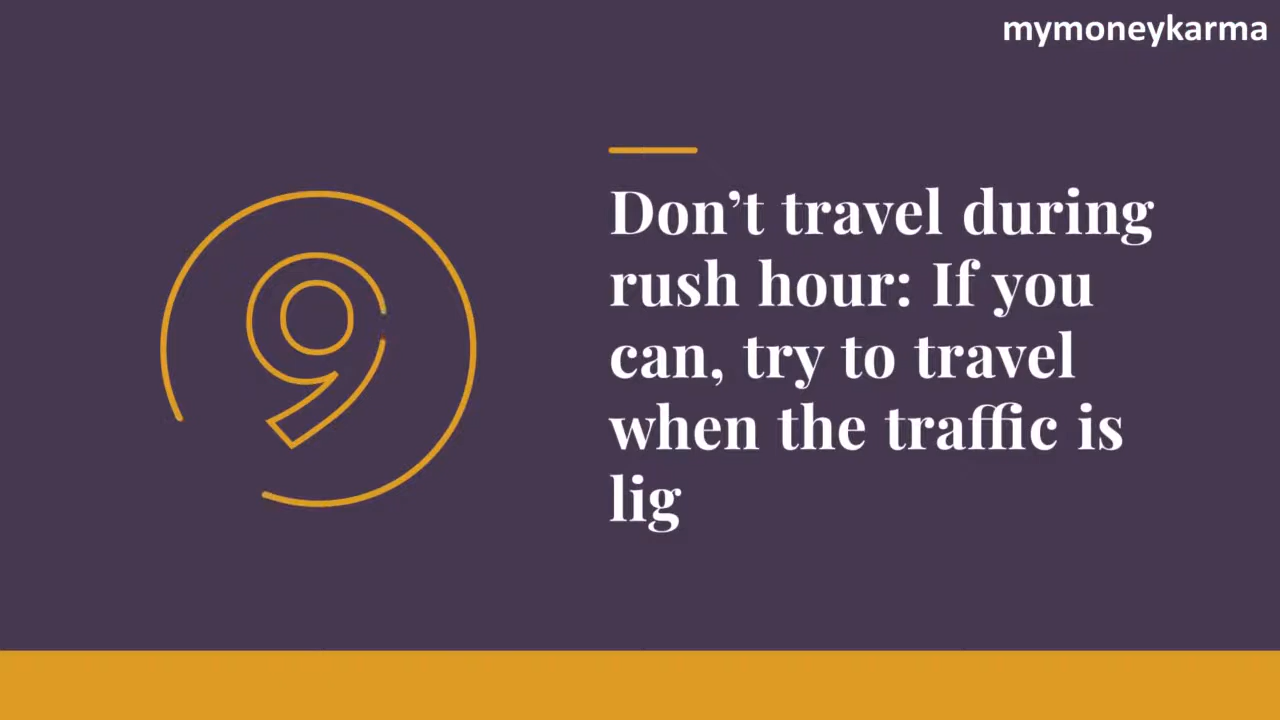 mymoneykarma
9
Don’t travel during
rush hour: If you
can, try to travel
when the traffic is
lig